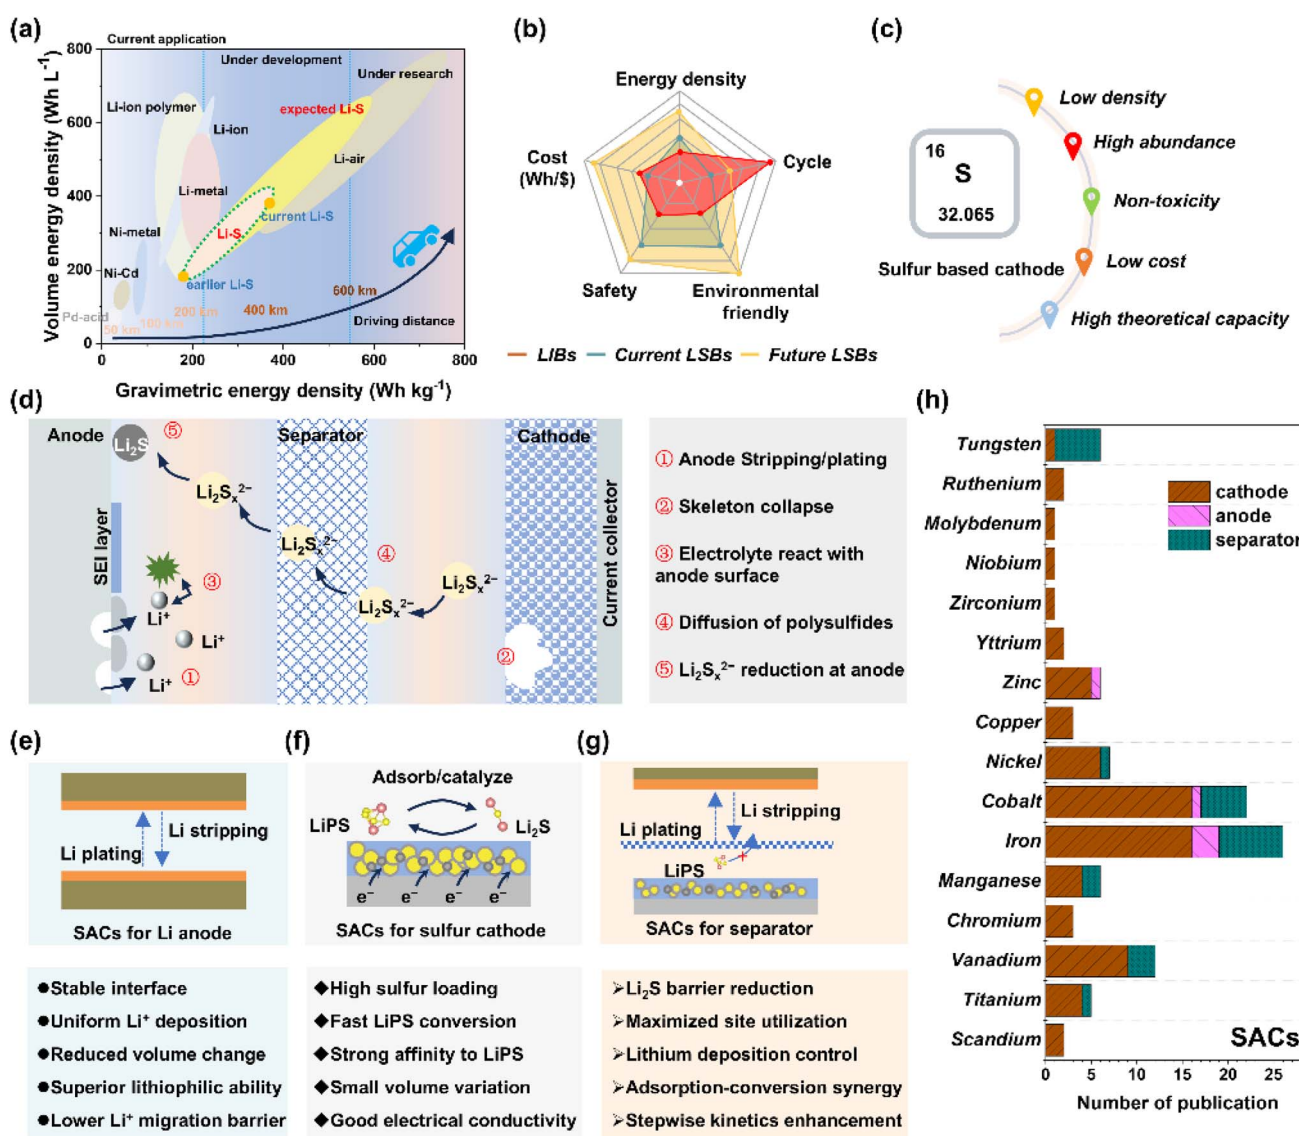 (a)
Current application
Under development
Under research
Li-ion polymer
Li-ion
expected Li-S
Li-air
Li-metal
current Li-S
Li-S
Ni-metal
Ni-Cd
earlier Li-S
Pd-acid
50 km
100 km
200 km
400 km
600 km
Driving distance
800
600
400
200
0
0
200
400
600
800
Volume energy density (Wh L⁻¹)
Gravimetric energy density (Wh kg⁻¹)
(b)
Energy density
Cost
(Wh/$)
Cycle
Safety
Environmental
friendly
LIBs
Current LSBs
Future LSBs
(c)
16
S
32.065
Sulfur based cathode
Low density
High abundance
Non-toxicity
Low cost
High theoretical capacity
(d)
Anode
⑤
Separator
Cathode
Li₂S
Li₂Sₓ²⁻
Li₂Sₓ²⁻
④
Li₂Sₓ²⁻
Li₂Sₓ²⁻
SEI layer
③
Li⁺
Li⁺
Li⁺
①
②
Current collector
① Anode Stripping/plating
② Skeleton collapse
③ Electrolyte react with
anode surface
④ Diffusion of polysulfides
⑤ Li₂Sₓ²⁻ reduction at anode
(e)
Li stripping
Li plating
SACs for Li anode
●Stable interface
●Uniform Li⁺ deposition
●Reduced volume change
●Superior lithiophilic ability
●Lower Li⁺ migration barrier
(f)
Adsorb/catalyze
LiPS
Li₂S
e⁻ e⁻ e⁻ e⁻
SACs for sulfur cathode
◆High sulfur loading
◆Fast LiPS conversion
◆Strong affinity to LiPS
◆Small volume variation
◆Good electrical conductivity
(g)
Li plating
Li stripping
LiPS
SACs for separator
➢Li₂S barrier reduction
➢Maximized site utilization
➢Lithium deposition control
➢Adsorption-conversion synergy
➢Stepwise kinetics enhancement
(h)
Tungsten
Ruthenium
Molybdenum
Niobium
Zirconium
Yttrium
Zinc
Copper
Nickel
Cobalt
Iron
Manganese
Chromium
Vanadium
Titanium
Scandium
cathode
anode
separator
SACs
0 5 10 15 20 25
Number of publication